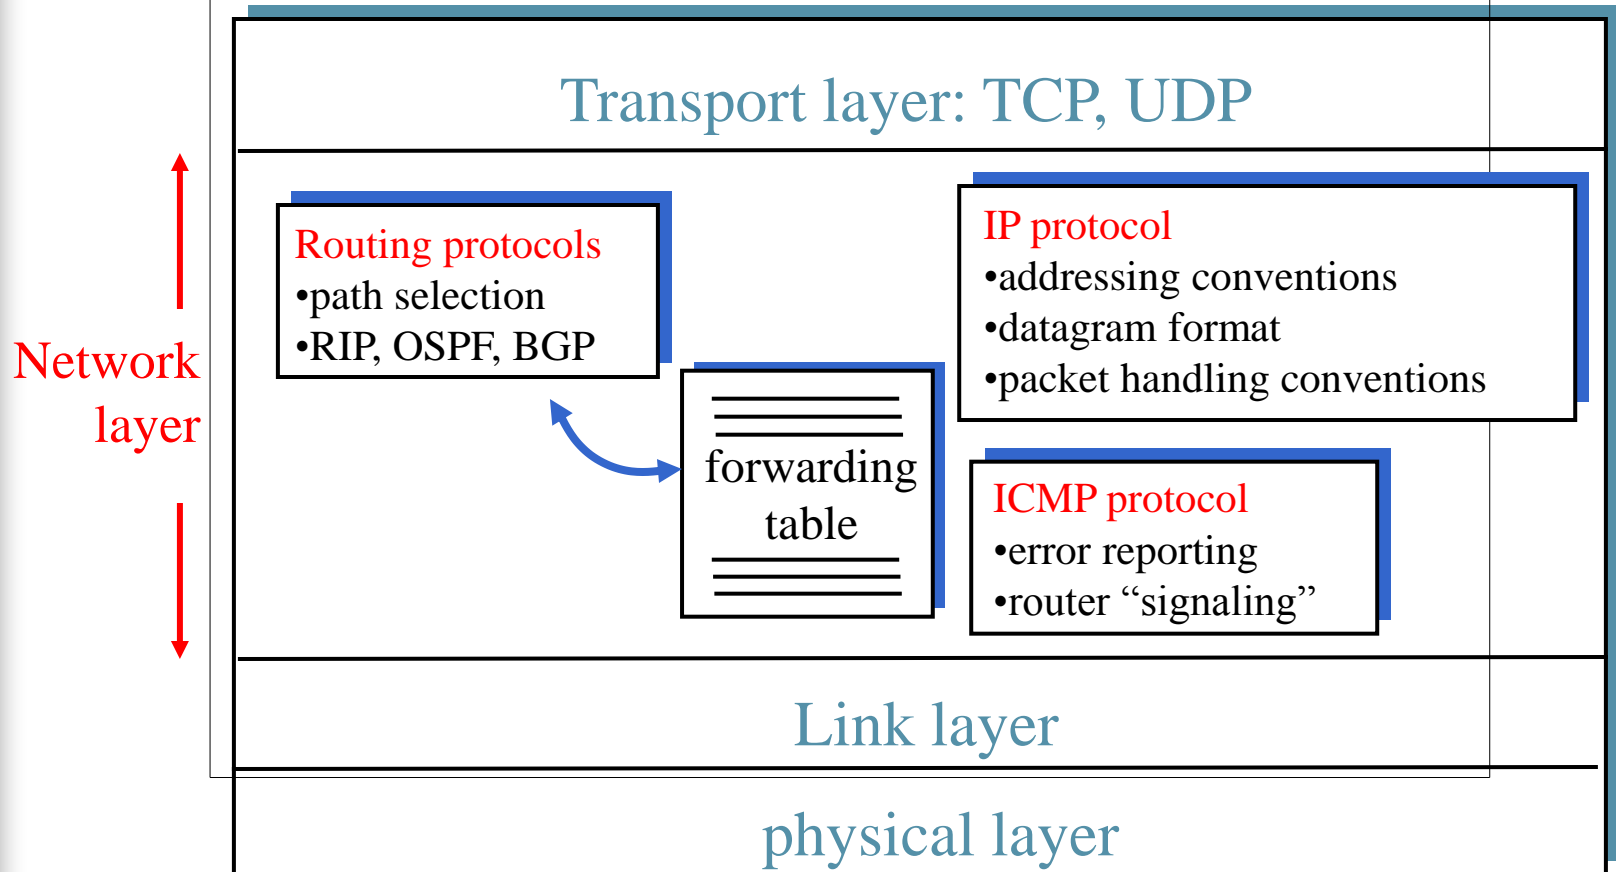 Transport layer: TCP, UDP
Network
layer
Routing protocols
•path selection
•RIP, OSPF, BGP
forwarding
table
IP protocol
•addressing conventions
•datagram format
•packet handling conventions
ICMP protocol
•error reporting
•router “signaling”
Link layer
physical layer